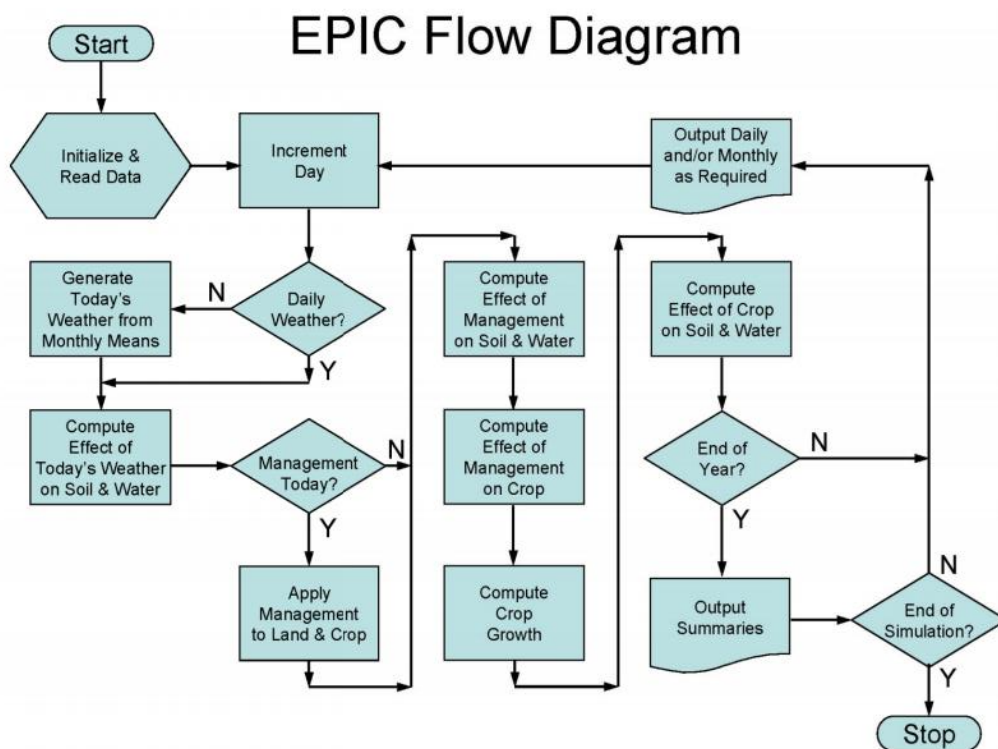 EPIC Flow Diagram
Start
Initialize &
Read Data
Increment
Day
Output Daily
and/or Monthly
as Required
Generate
Today's
Weather from
Monthly Means
N
Daily
Weather?
Y
Compute
Effect of
Today's Weather
on Soil & Water
Management
Today?
N
Y
Apply
Management
to Land & Crop
Compute
Effect of
Management
on Soil & Water
Compute
Effect of
Management
on Crop
Compute
Crop
Growth
Compute
Effect of Crop
on Soil & Water
End of
Year?
N
Y
Output
Summaries
End of
Simulation?
N
Y
Stop